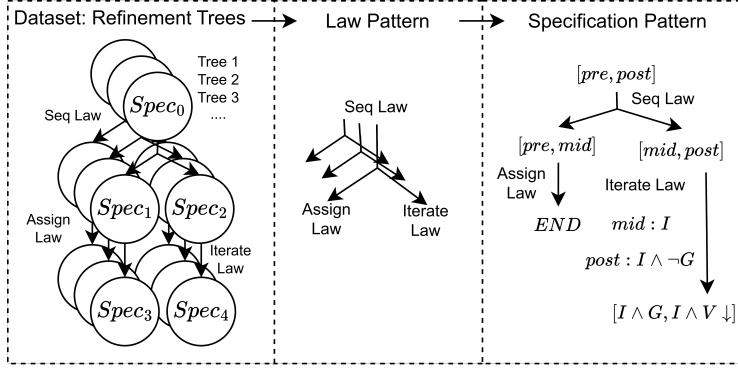 Dataset: Refinement Trees
Law Pattern
Specification Pattern
Tree 1
Tree 2
Tree 3
....
Spec₀
Seq Law
Spec₁
Spec₂
Assign
Law
Iterate
Law
Spec₃
Spec₄
Seq Law
Assign
Law
Iterate
Law
[pre, post]
Seq Law
[pre, mid]
[mid, post]
Assign
Law
Iterate Law
END
mid : I
post : I ∧ ¬G
[I ∧ G, I ∧ V ↓]